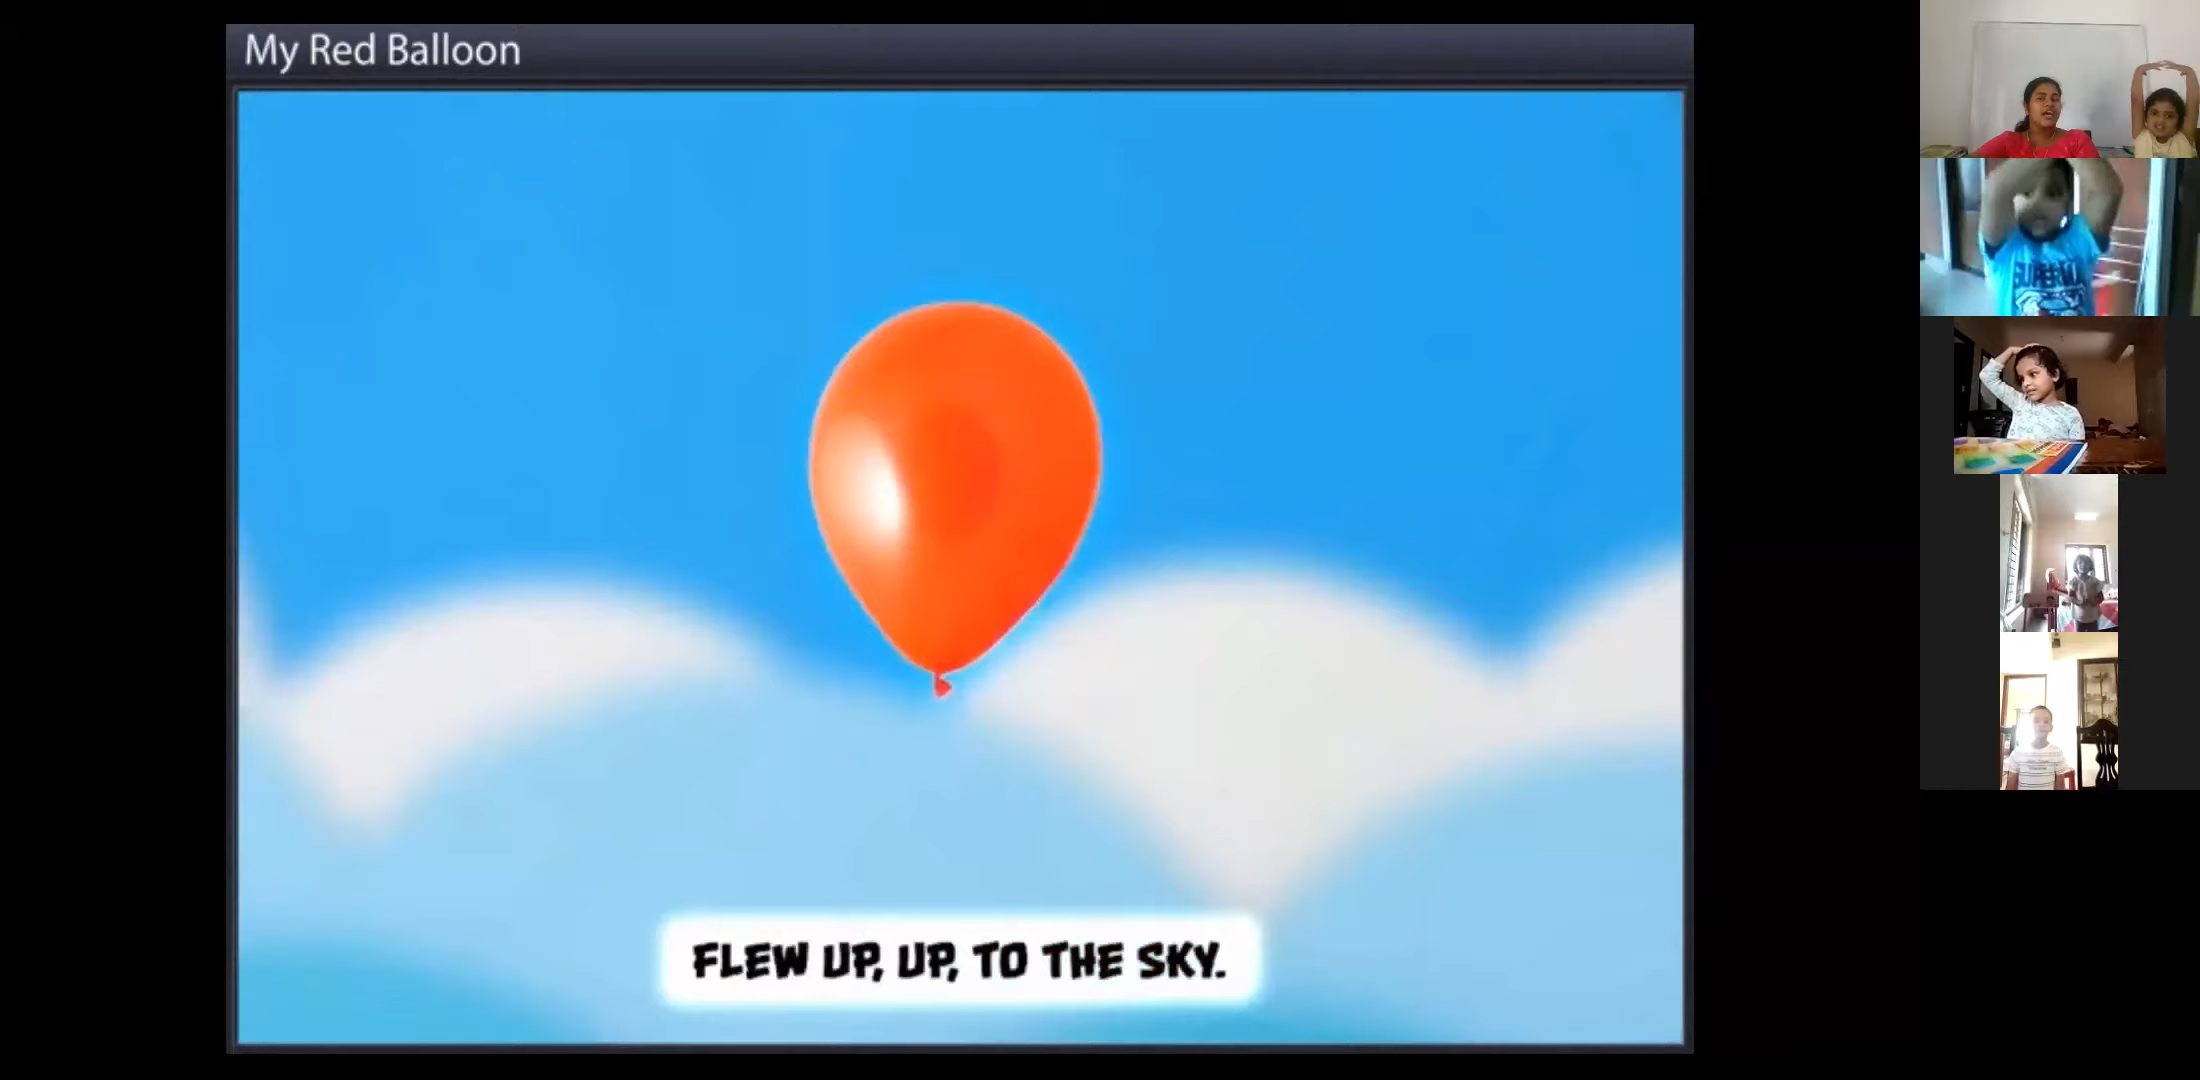 My Red Balloon
FLEW UP, UP, TO THE SKY.